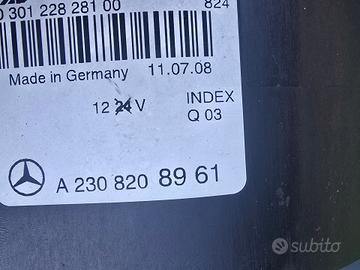 0 301 228 281 00
824
Made in Germany
11.07.08
12 24 V
INDEX
Q 03
A 230 820 89 61
subito